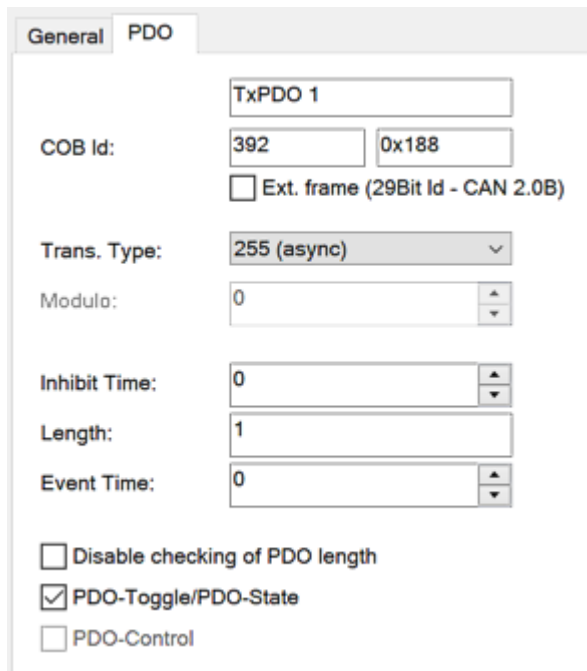 General PDO
TxPDO 1
COB Id: 392 0x188
Ext. frame (29Bit Id - CAN 2.0B)
Trans. Type: 255 (async)
Modulo: 0
Inhibit Time: 0
Length: 1
Event Time: 0
Disable checking of PDO length
PDO-Toggle/PDO-State
PDO-Control